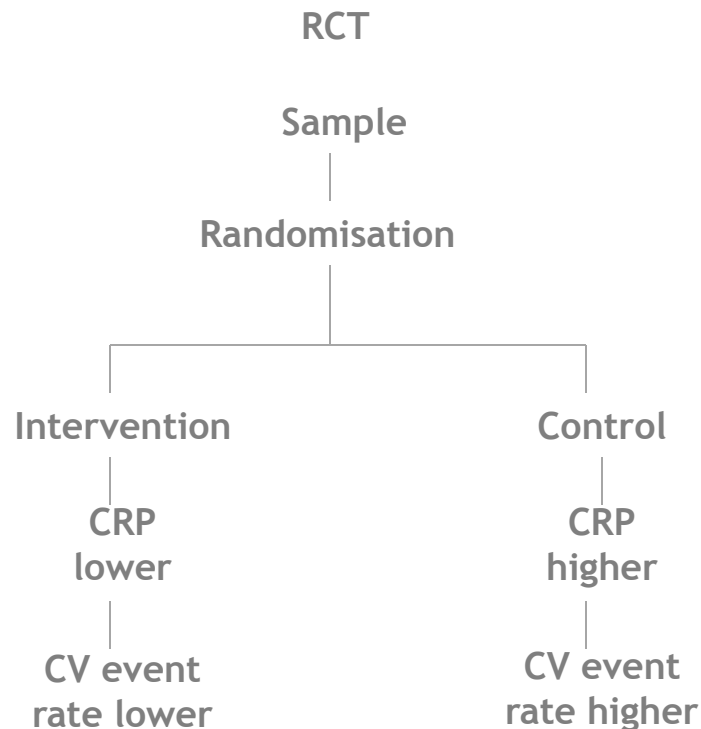 RCT
Sample
Randomisation
Intervention
Control
CRP
lower
CRP
higher
CV event
rate lower
CV event
rate higher